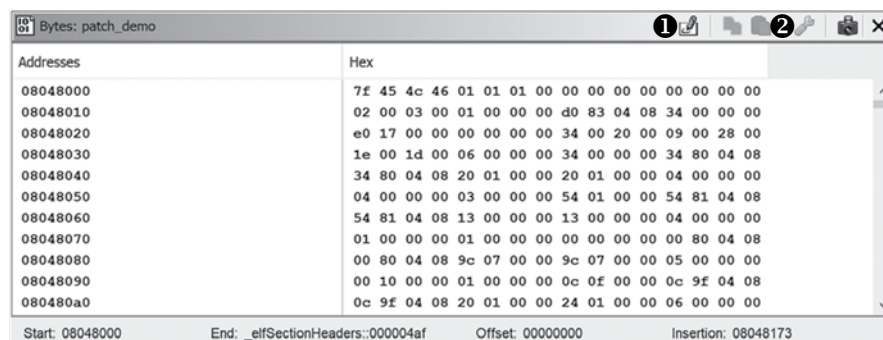 Bytes: patch_demo ❶ ❷
Addresses Hex
08048000 7f 45 4c 46 01 01 01 00 00 00 00 00 00 00 00 00
08048010 02 00 03 00 01 00 00 00 d0 83 04 08 34 00 00 00
08048020 e0 17 00 00 00 00 00 00 34 00 20 00 09 00 28 00
08048030 1e 00 1d 00 06 00 00 00 34 00 00 00 34 80 04 08
08048040 34 80 04 08 20 01 00 00 20 01 00 00 04 00 00 00
08048050 04 00 00 00 03 00 00 00 54 01 00 00 54 81 04 08
08048060 54 81 04 08 13 00 00 00 13 00 00 00 04 00 00 00
08048070 01 00 00 00 01 00 00 00 00 00 00 00 00 80 04 08
08048080 00 80 04 08 9c 07 00 00 9c 07 00 00 05 00 00 00
08048090 00 10 00 00 01 00 00 00 0c 0f 00 00 0c 9f 04 08
080480a0 0c 9f 04 08 20 01 00 00 24 01 00 00 06 00 00 00
Start: 08048000 End: _elfSectionHeaders::000004af Offset: 00000000 Insertion: 08048173